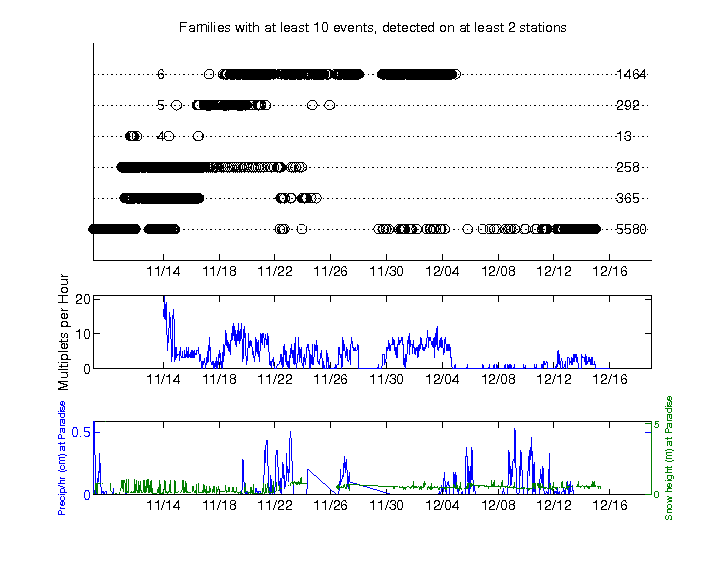 Families with at least 10 events, detected on at least 2 stations
6 1464
5 292
4 13
258
365
5580
11/14 11/18 11/22 11/26 11/30 12/04 12/08 12/12 12/16
Multiplets per Hour
20
10
0
11/14 11/18 11/22 11/26 11/30 12/04 12/08 12/12 12/16
Precip/hr (cm) at Paradise
0.5
0
5
0
Snow height (m) at Paradise
11/14 11/18 11/22 11/26 11/30 12/04 12/08 12/12 12/16